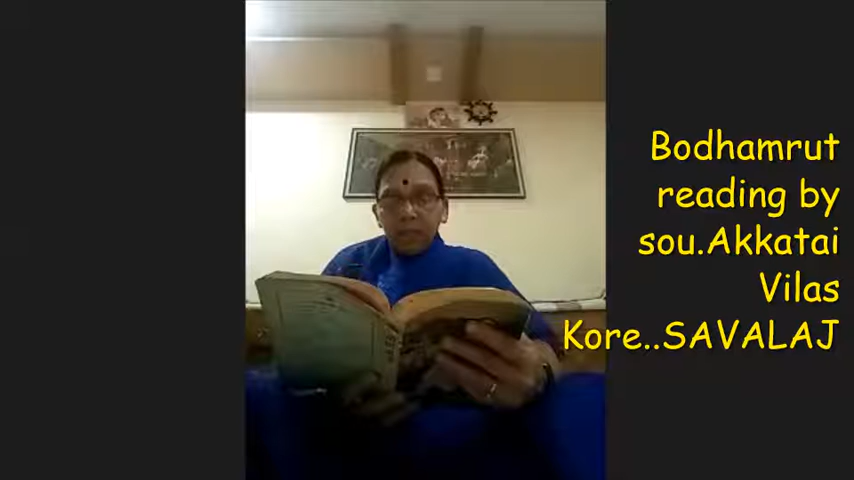 Bodhamrut
reading by
sou.Akkatai
Vilas
Kore..SAVALAJ